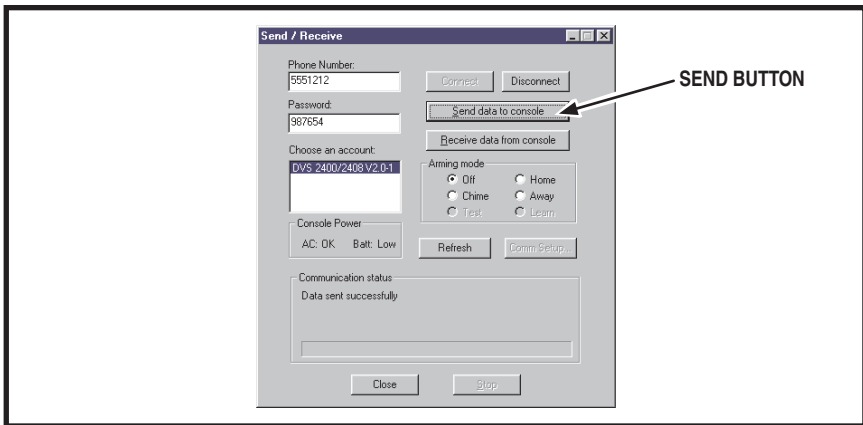 Send / Receive
Phone Number:
5551212
Connect
Disconnect
SEND BUTTON
Password:
987654
Send data to console
Receive data from console
Choose an account:
DVS 2400/2408 V2.0-1
Arming mode
Off
Home
Chime
Away
Test
Learn
Console Power
AC: OK Batt: Low
Refresh
Comm Setup...
Communication status
Data sent successfully
Close
Stop